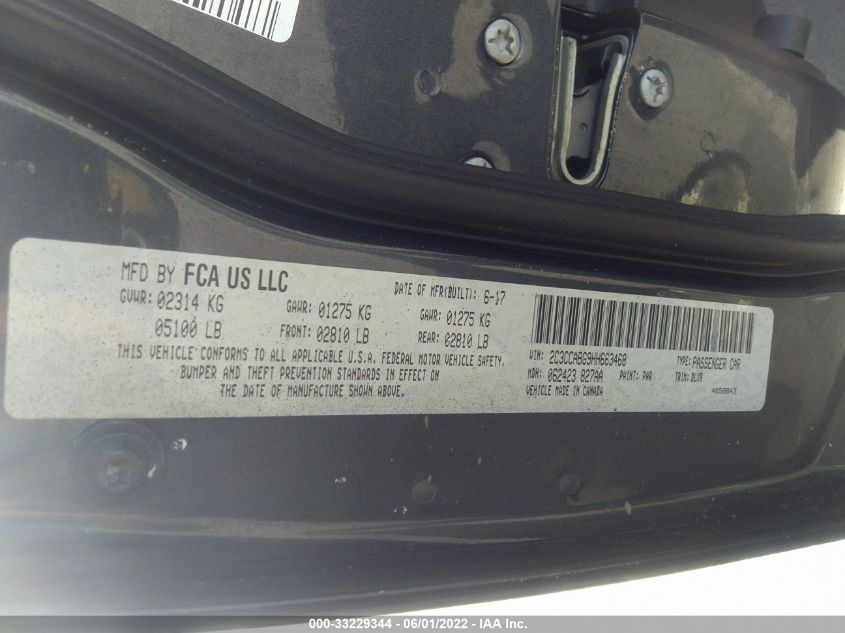 MFD BY FCA US LLC
DATE OF MFR(BUILT): 6-17
GVWR: 02314 KG GAWR: 01275 KG GAWR: 01275 KG
05100 LB FRONT: 02810 LB REAR: 02810 LB
THIS VEHICLE CONFORMS TO ALL APPLICABLE U.S.A. FEDERAL MOTOR VEHICLE SAFETY,
BUMPER AND THEFT PREVENTION STANDARDS IN EFFECT ON
THE DATE OF MANUFACTURE SHOWN ABOVE.
VIN: 2C3CCABG9HH663468 TYPE: PASSENGER CAR
MDH: 062423 827AA PAINT: PAR TRIM: DLX9
VEHICLE MADE IN CANADA
000-33229344 - 06/01/2022 - IAA Inc.